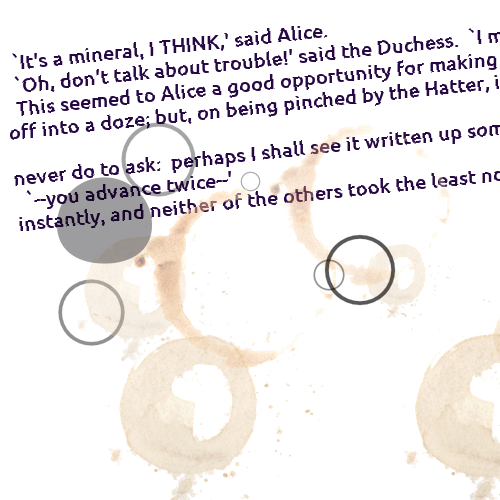 `It's a mineral, I THINK,' said Alice.
`Oh, don't talk about trouble!' said the Duchess.  `I m
This seemed to Alice a good opportunity for making
off into a doze; but, on being pinched by the Hatter, i
never do to ask:  perhaps I shall see it written up som
`--you advance twice--'
instantly, and neither of the others took the least no